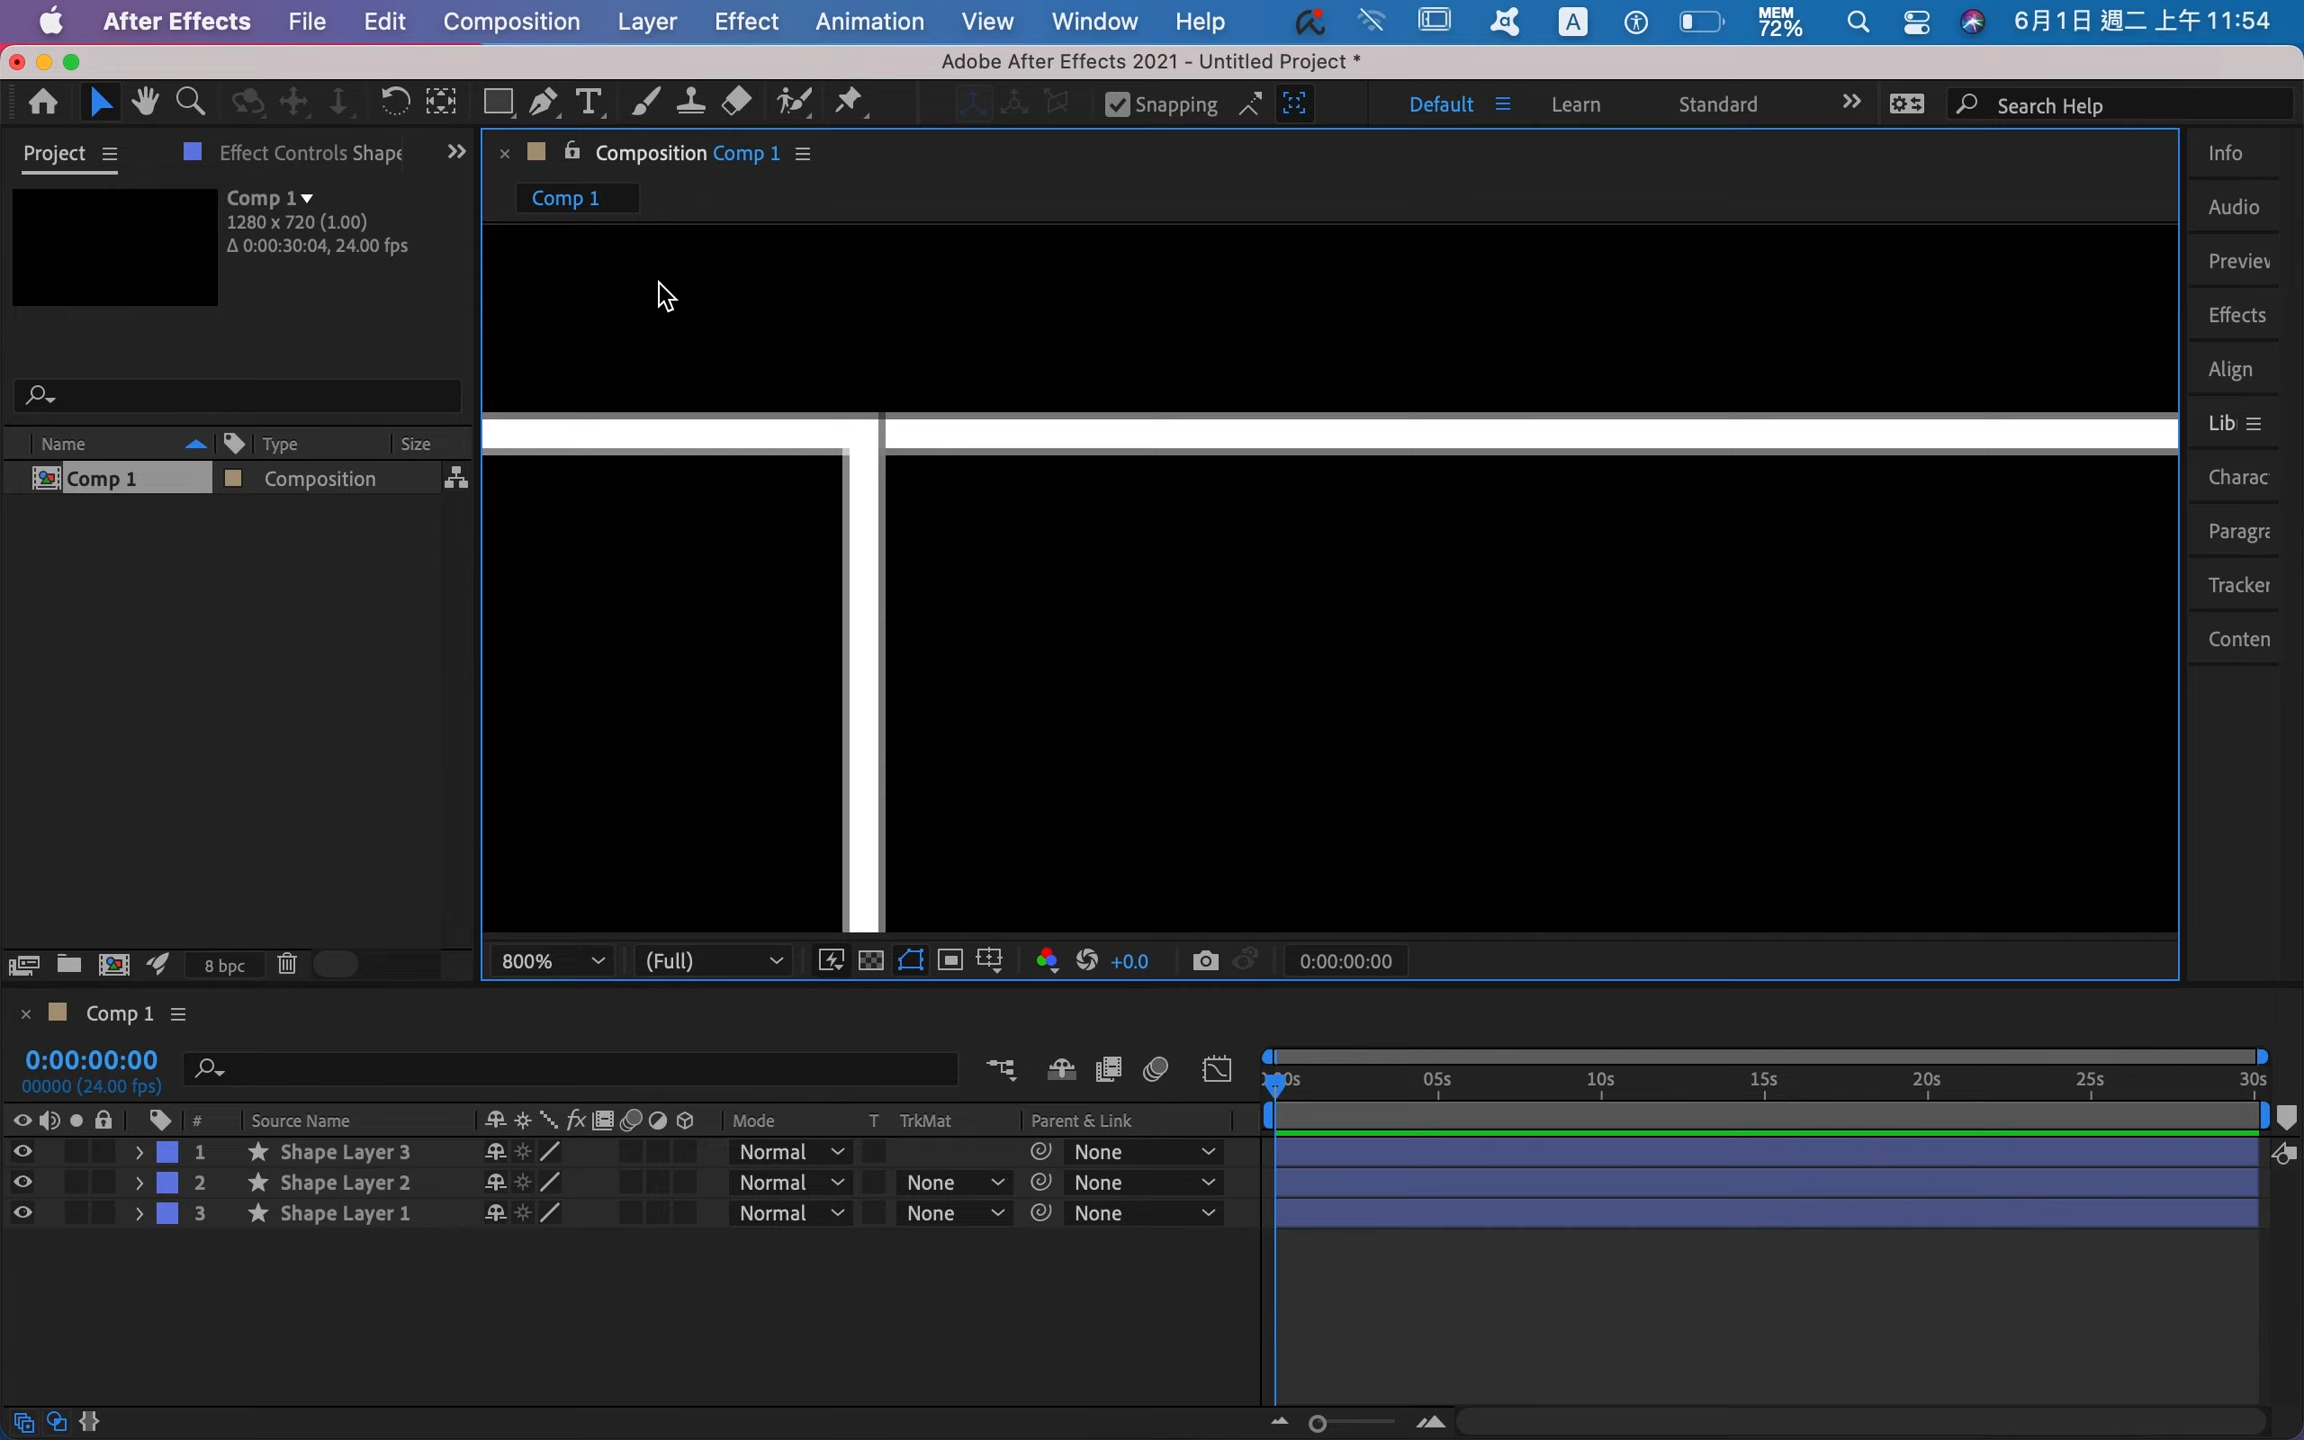 After Effects File Edit Composition Layer Effect Animation View Window Help A MEM 72% 6月1日 週二 上午 11:54
Adobe After Effects 2021 - Untitled Project *
Snapping Default Learn Standard Search Help
Project Effect Controls Shape
Comp 1
1280 x 720 (1.00)
Δ 0:00:30:04, 24.00 fps
Name Type Size
Comp 1 Composition
8 bpc
Composition Comp 1
Comp 1
800% (Full) +0.0 0:00:00:00
Info
Audio
Preview
Effects
Align
Lib
Charac
Paragra
Tracker
Conten
Comp 1
0:00:00:00
00000 (24.00 fps)
:00s 05s 10s 15s 20s 25s 30s
# Source Name fx Mode T TrkMat Parent & Link
1 Shape Layer 3 Normal None
2 Shape Layer 2 Normal None None
3 Shape Layer 1 Normal None None